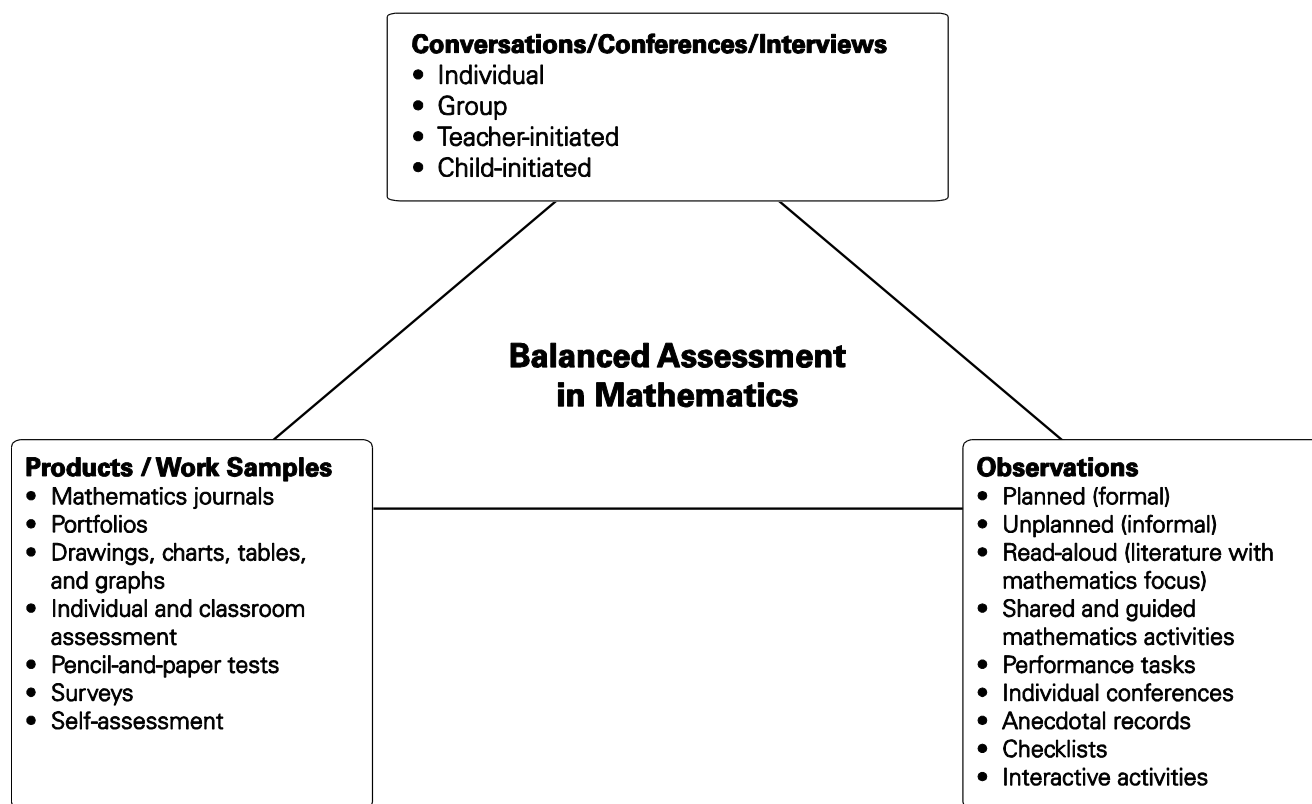 Conversations/Conferences/Interviews
• Individual
• Group
• Teacher-initiated
• Child-initiated
Balanced Assessment
in Mathematics
Products / Work Samples
• Mathematics journals
• Portfolios
• Drawings, charts, tables,
and graphs
• Individual and classroom
assessment
• Pencil-and-paper tests
• Surveys
• Self-assessment
Observations
• Planned (formal)
• Unplanned (informal)
• Read-aloud (literature with
mathematics focus)
• Shared and guided
mathematics activities
• Performance tasks
• Individual conferences
• Anecdotal records
• Checklists
• Interactive activities